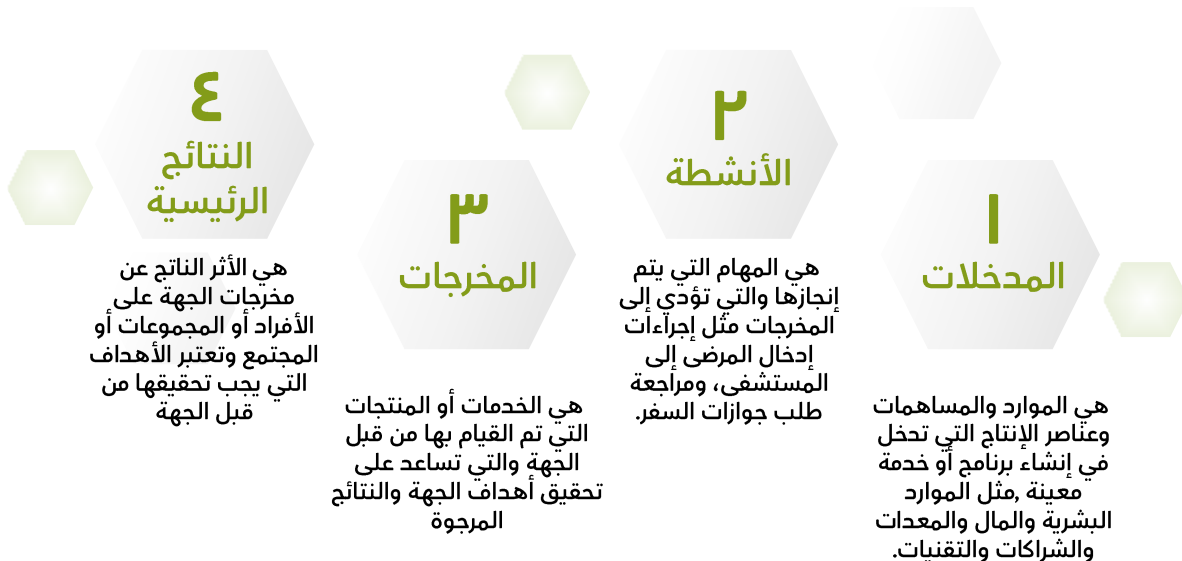 ١
المدخلات
هي الموارد والمساهمات
وعناصر الإنتاج التي تدخل
في إنشاء برنامج أو خدمة
معينة ,مثل الموارد
البشرية والمال والمعدات
والشراكات والتقنيات.
٢
الأنشطة
هي المهام التي يتم
إنجازها والتي تؤدي إلى
المخرجات مثل إجراءات
إدخال المرضى إلى
المستشفى، ومراجعة
طلب جوازات السفر.
٣
المخرجات
هي الخدمات أو المنتجات
التي تم القيام بها من قبل
الجهة والتي تساعد على
تحقيق أهداف الجهة والنتائج
المرجوة
٤
النتائج
الرئيسية
هي الأثر الناتج عن
مخرجات الجهة على
الأفراد أو المجموعات أو
المجتمع وتعتبر الأهداف
التي يجب تحقيقها من
قبل الجهة